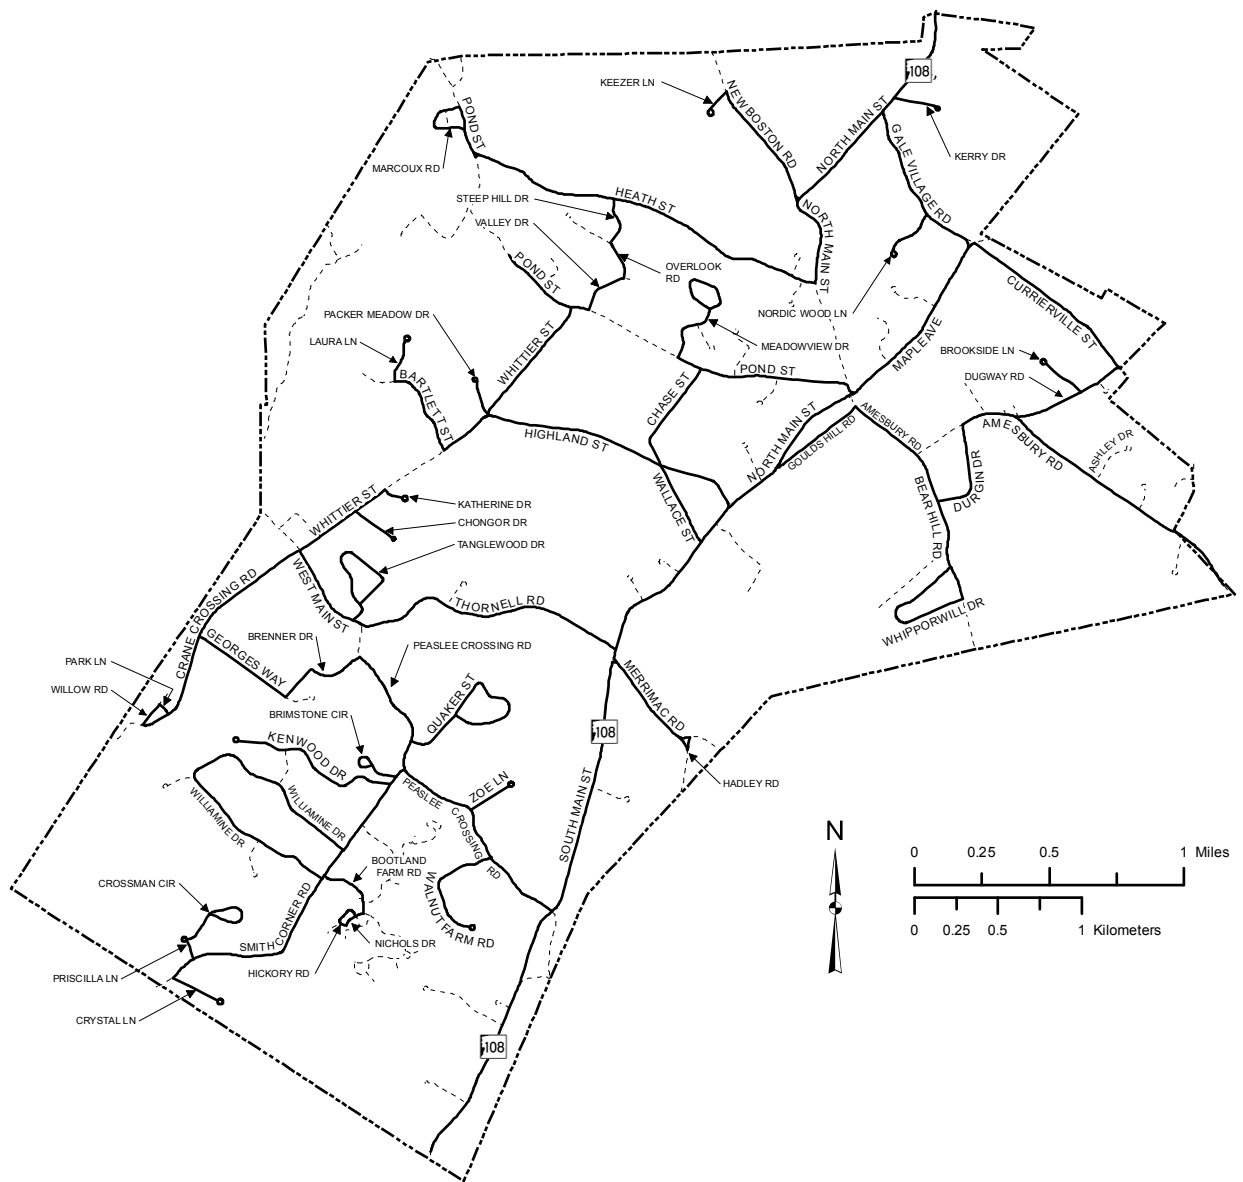 108
KEEZER LN
NEW BOSTON RD
NORTH MAIN ST
KERRY DR
POND ST
MARCOUX RD
GALE VILLAGE RD
STEEP HILL DR
HEATH ST
NORTH MAIN ST
VALLEY DR
OVERLOOK
RD
POND ST
CURRIERVILLE ST
NORDIC WOOD LN
PACKER MEADOW DR
LAURA LN
MEADOWVIEW DR
MAPLE AVE
BROOKSIDE LN
WHITTIER ST
POND ST
DUGWAY RD
BARTLETT ST
CHASE ST
HIGHLAND ST
NORTH MAIN ST
GOULDS HILL RD
AMESBURY RD
AMESBURY RD
ASHLEY DR
DURGIN DR
BEAR HILL RD
WALLACE ST
WHITTIER ST
KATHERINE DR
CHONGOR DR
TANGLEWOOD DR
WEST MAIN ST
THORNELL RD
WHIPPORWILL DR
CRANE CROSSING RD
GEORGES WAY
BRENNER DR
PEASLEE CROSSING RD
PARK LN
WILLOW RD
MERRIMAC RD
QUAKER ST
BRIMSTONE CIR
108
KENWOOD DR
HADLEY RD
ZOE LN
PEASLEE
CROSSING
RD
WILLIAMINE DR
WILLIAMINE DR
SOUTH MAIN ST
BOOTLAND
FARM RD
CROSSMAN CIR
WALNUT FARM RD
SMITH CORNER RD
NICHOLS DR
HICKORY RD
PRISCILLA LN
CRYSTAL LN
108
N
0 0.25 0.5 1 Miles
0 0.25 0.5 1 Kilometers